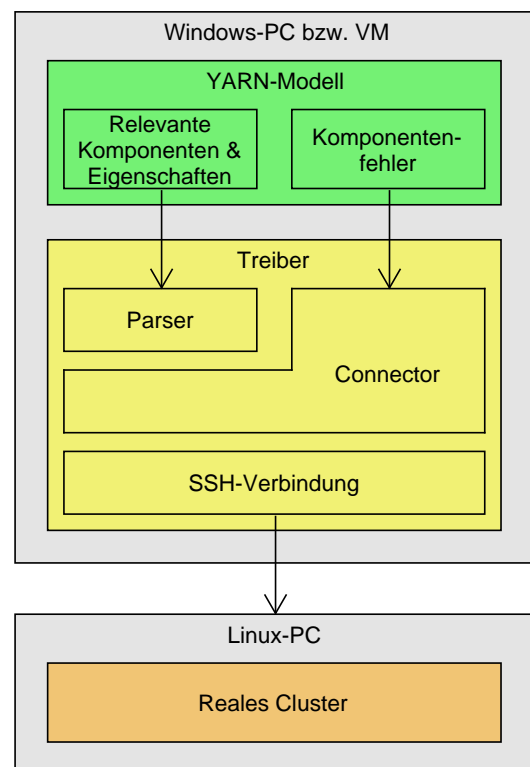 Windows-PC bzw. VM
YARN-Modell
Relevante
Komponenten &
Eigenschaften
Komponenten-
fehler
Treiber
Parser
Connector
SSH-Verbindung
Linux-PC
Reales Cluster